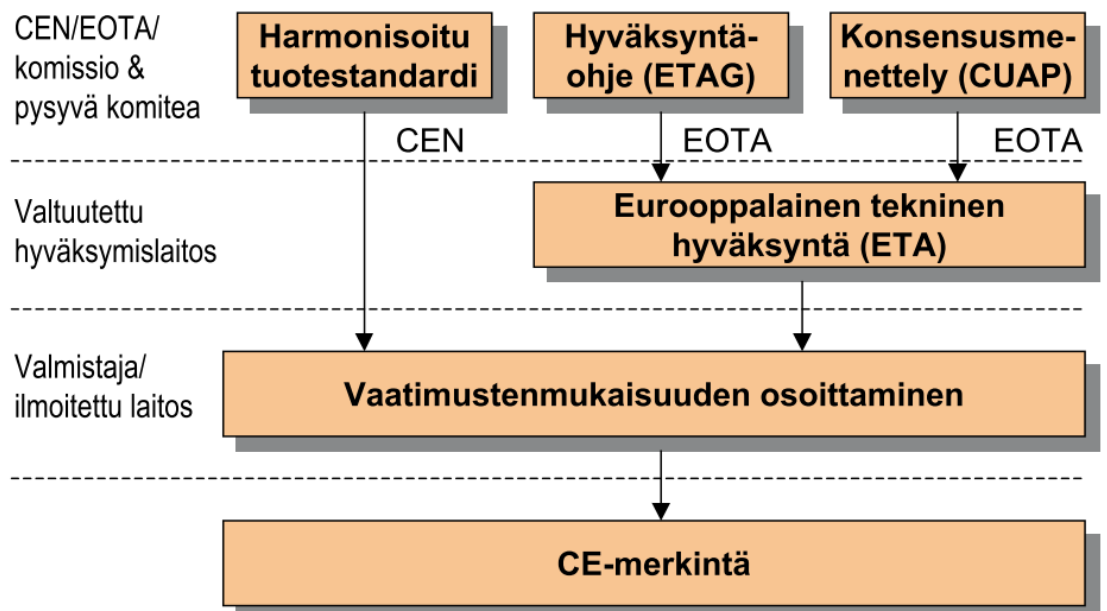 CEN/EOTA/
komissio &
pysyvä komitea
Harmonisoitu
tuotestandardi
Hyväksyntä-
ohje (ETAG)
Konsensusme-
nettely (CUAP)
CEN
EOTA
EOTA
Valtuutettu
hyväksymislaitos
Eurooppalainen tekninen
hyväksyntä (ETA)
Valmistaja/
ilmoitettu laitos
Vaatimustenmukaisuuden osoittaminen
CE-merkintä